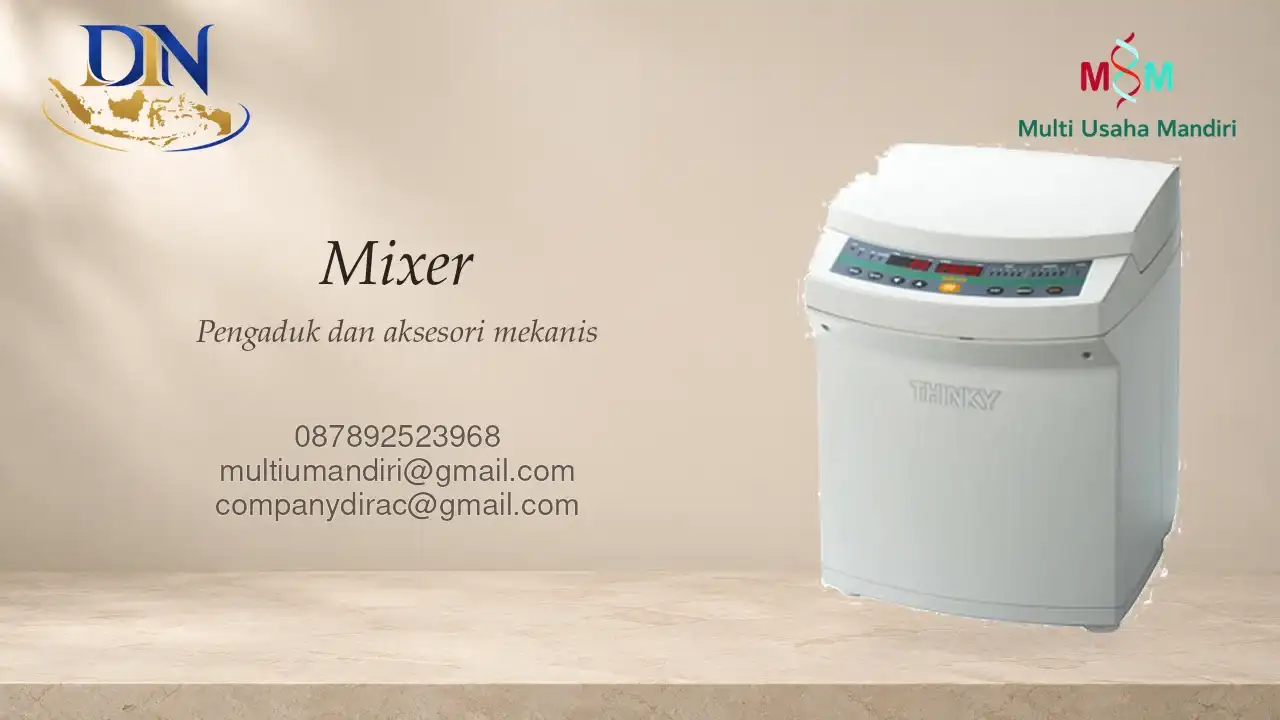 DN
MSM
Multi Usaha Mandiri
Mixer
Pengaduk dan aksesori mekanis
THINKY
087892523968
multiumandiri@gmail.com
companydirac@gmail.com